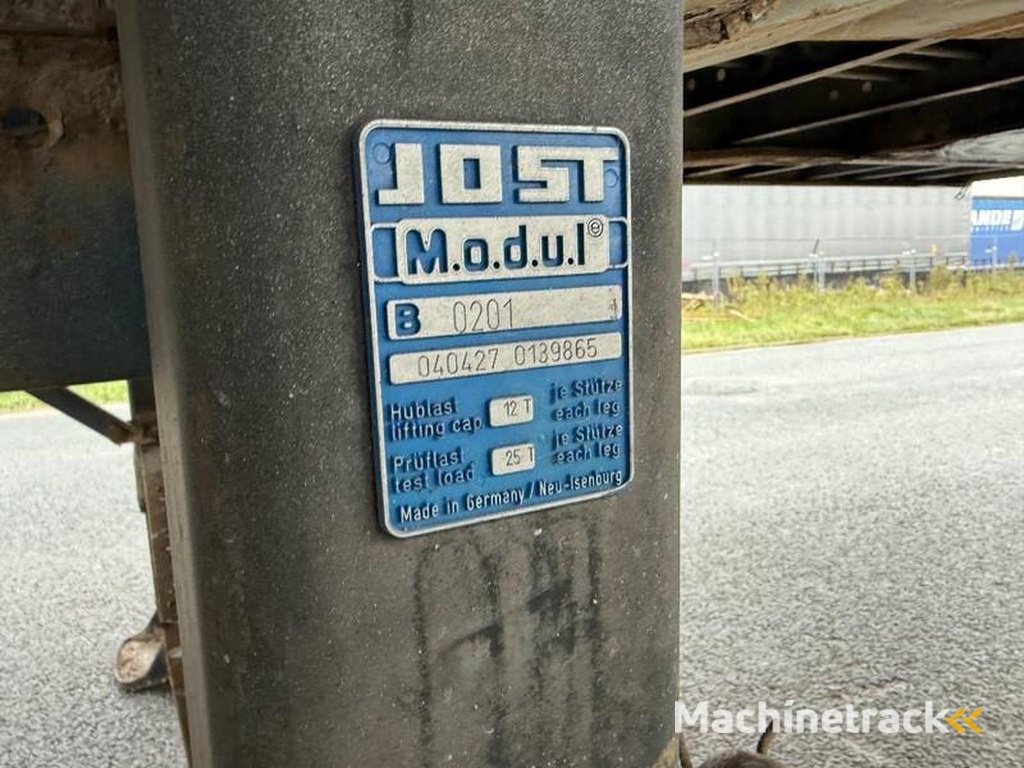 JOST
M.o.d.u.l ®
B 0201
040427 0139865
Hublast 12 T je Stütze
lifting cap. each leg
Prüflast 25 T je Stütze
test load each leg
Made in Germany / Neu-Isenburg
Machinetrack